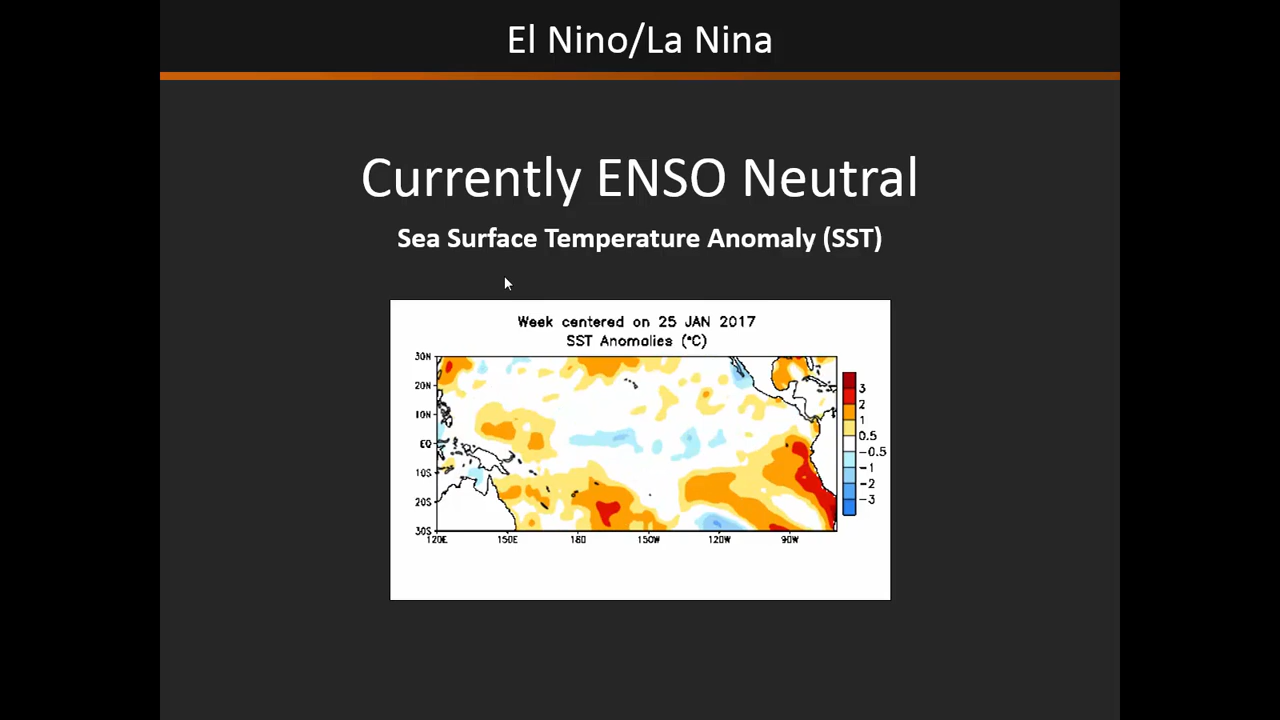 El Nino/La Nina
Currently ENSO Neutral
Sea Surface Temperature Anomaly (SST)
Week centered on 25 JAN 2017
SST Anomalies (°C)
30N
20N
10N
EQ
10S
20S
30S
120E 150E 180 150W 120W 90W
3
2
1
0.5
-0.5
-1
-2
-3